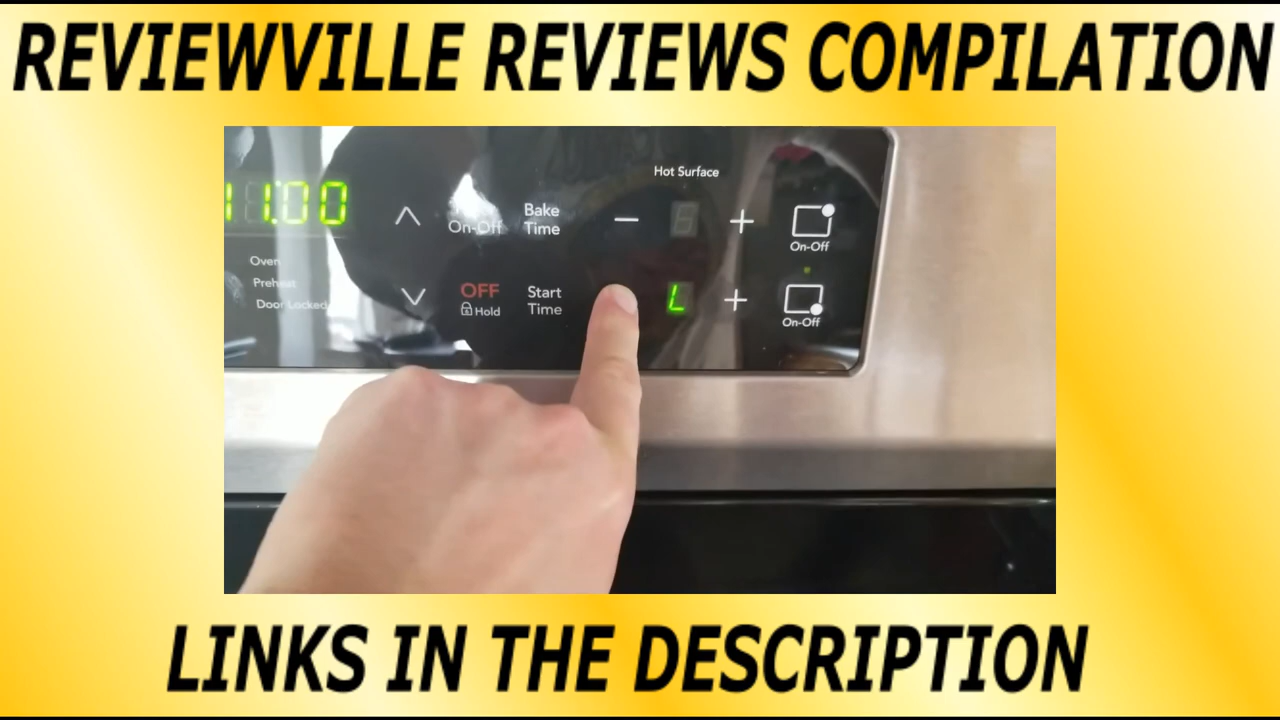 REVIEWVILLE REVIEWS COMPILATION
Hot Surface
11:00
On-Off
Bake
Time
On-Off
Oven
Preheat
Door Locked
OFF
Hold
Start
Time
L
On-Off
LINKS IN THE DESCRIPTION